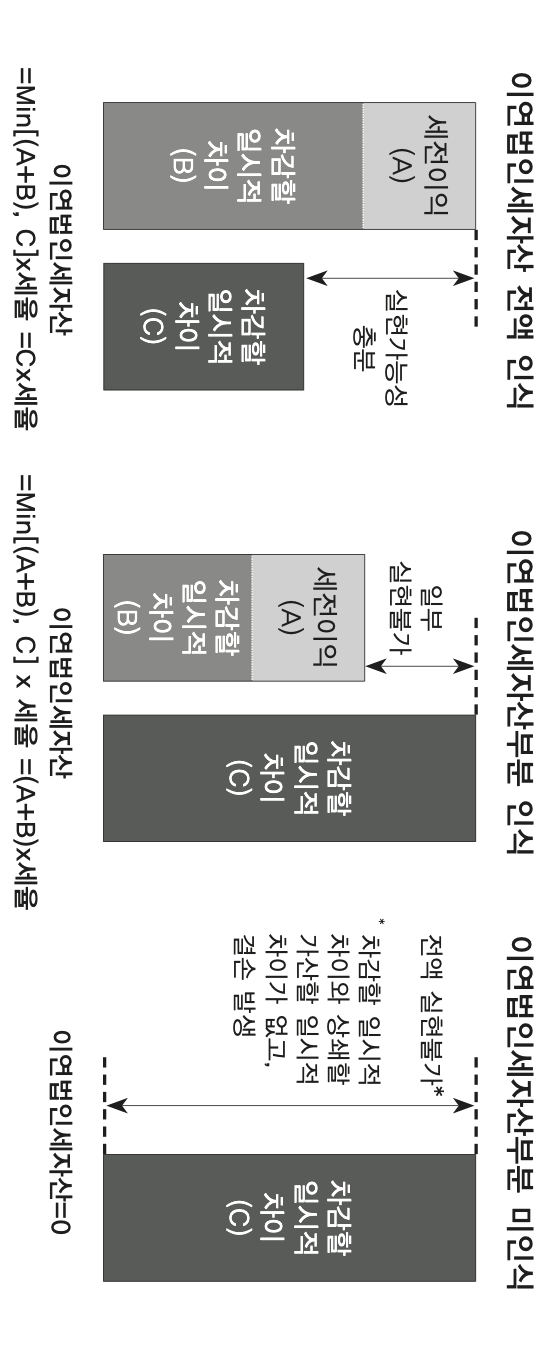 이연법인세자산 전액 인식
세전이익
(A)
차감할
일시적
차이
(B)
실현가능성
충분
차감할
일시적
차이
(C)
이연법인세자산
=Min[(A+B), C]x세율 =Cx세율
이연법인세자산부분 인식
일부
실현불가
세전이익
(A)
차감할
일시적
차이
(B)
차감할
일시적
차이
(C)
이연법인세자산
=Min[(A+B), C] x 세율 =(A+B)x세율
이연법인세자산부분 미인식
전액 실현불가*
*차감할 일시적
차이와 상쇄할
가산할 일시적
차이가 없고,
결손 발생
차감할
일시적
차이
(C)
이연법인세자산=0